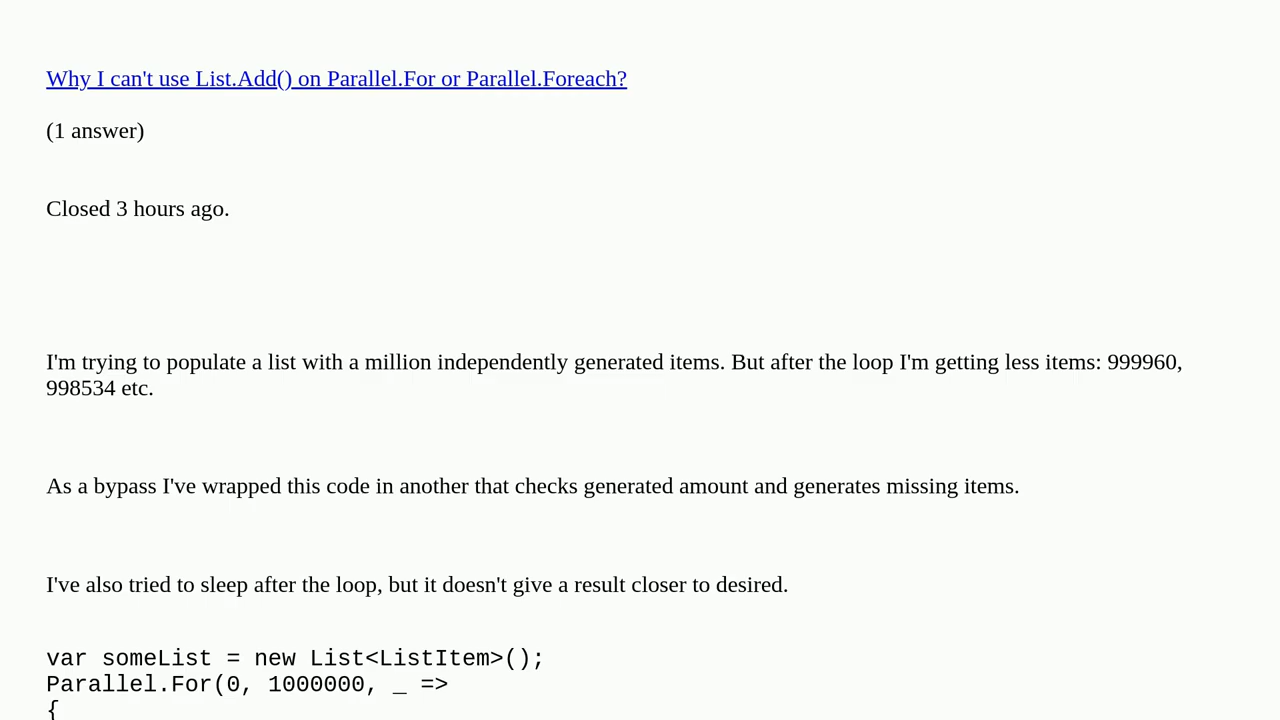 Why I can't use List.Add() on Parallel.For or Parallel.Foreach?
(1 answer)
Closed 3 hours ago.
I'm trying to populate a list with a million independently generated items. But after the loop I'm getting less items: 999960,
998534 etc.
As a bypass I've wrapped this code in another that checks generated amount and generates missing items.
I've also tried to sleep after the loop, but it doesn't give a result closer to desired.
var someList = new List<ListItem>();
Parallel.For(0, 1000000, _ =>
{